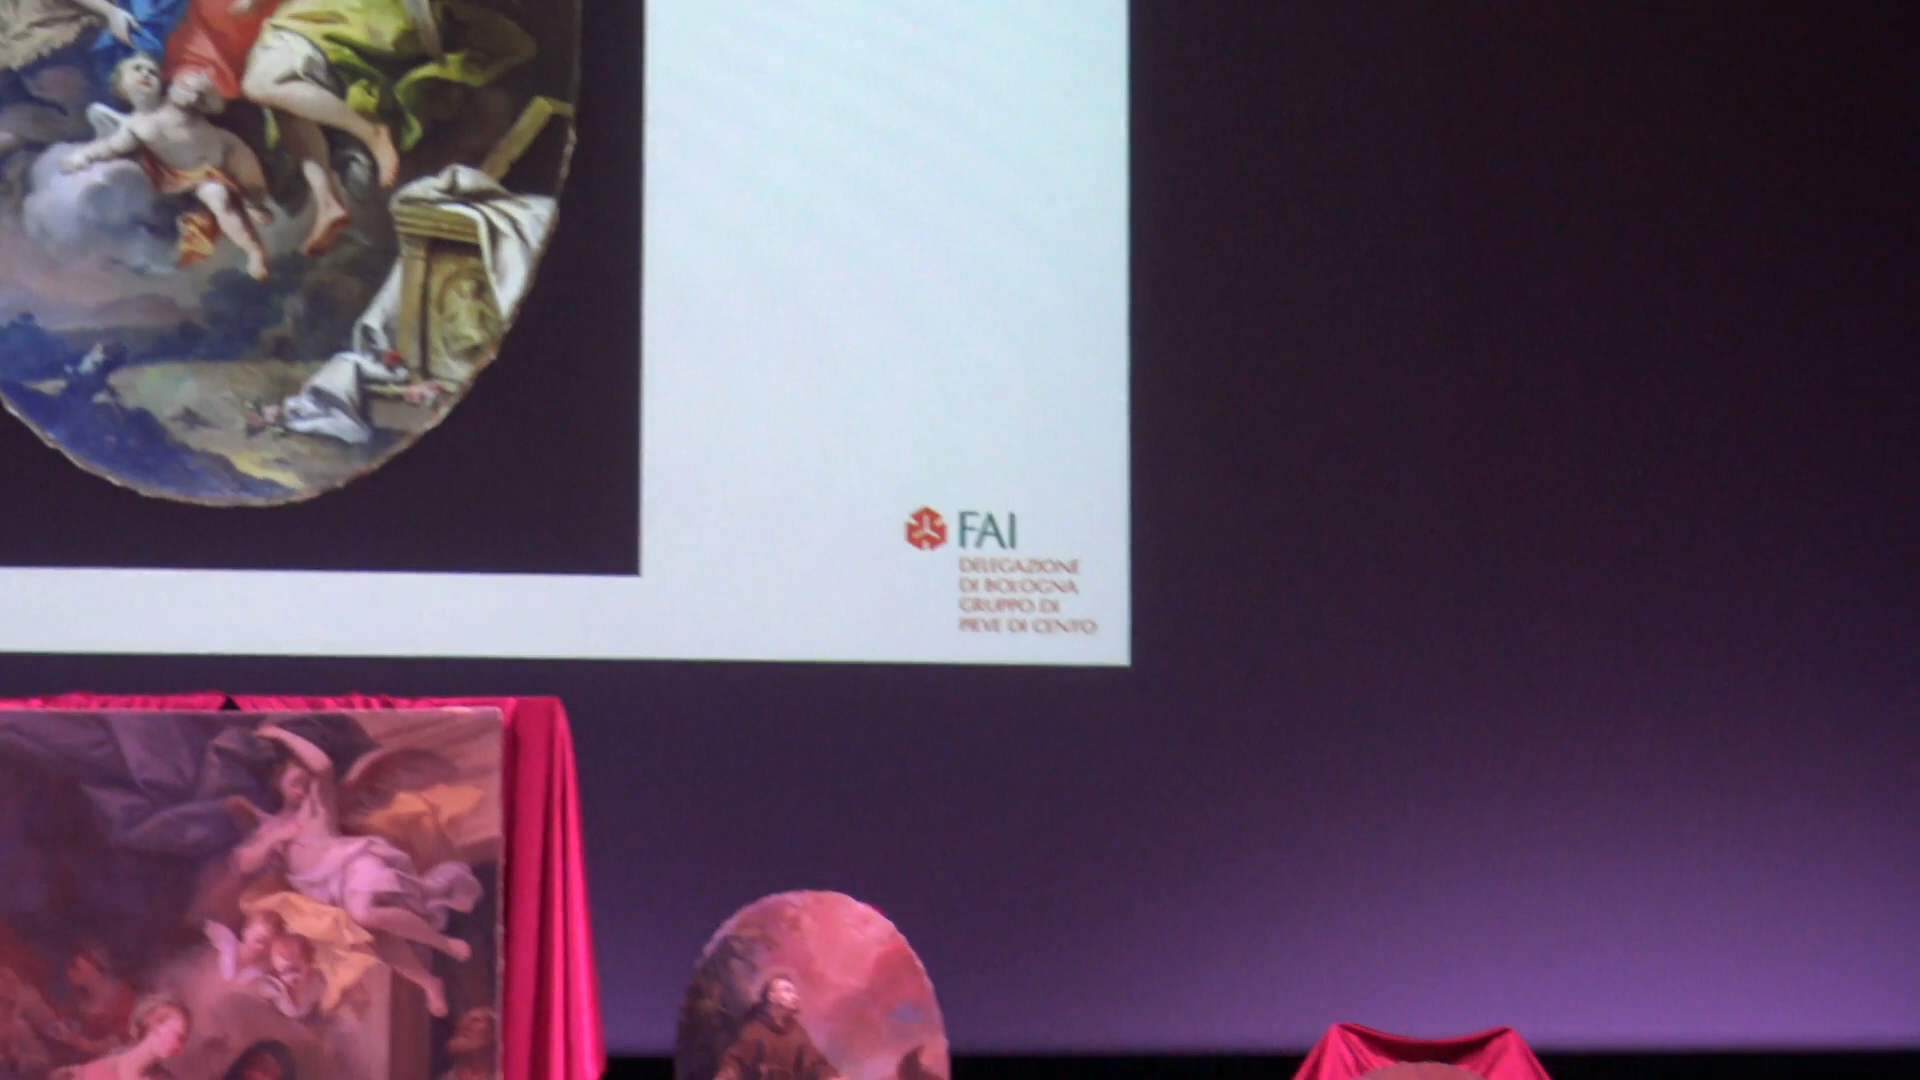 FAI
DELEGAZIONE
DI BOLOGNA
GRUPPO DI
PIEVE DI CENTO